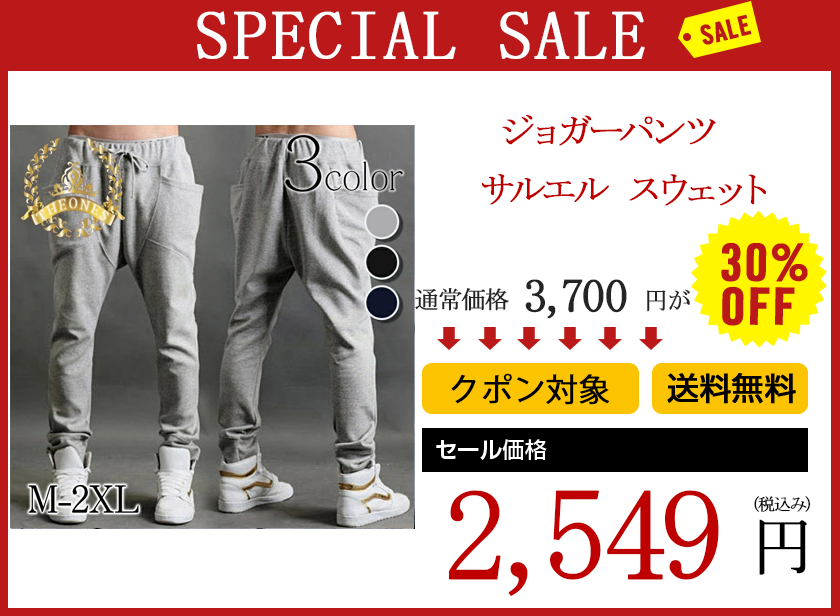 SPECIAL SALE
SALE
ジョガーパンツ
サルエル スウェット
3color
THEONES
30%
OFF
通常価格 3,700 円が
クポン対象 送料無料
セール価格
M-2XL
2,549 (税込み)円